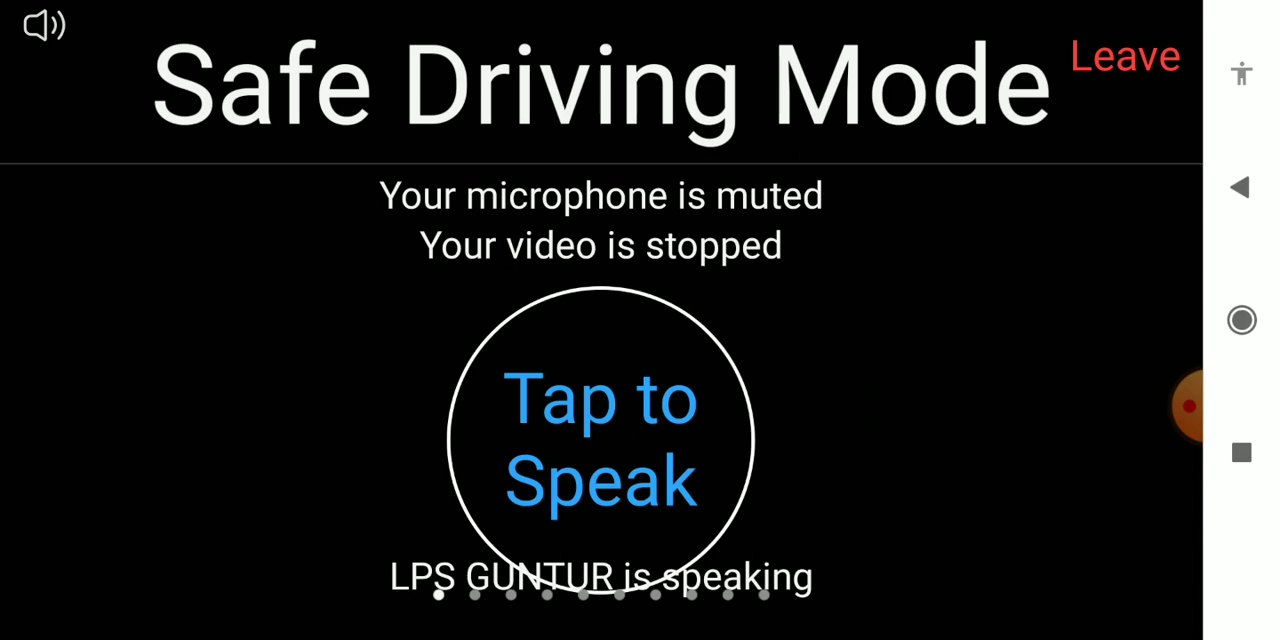 Safe Driving Mode
Leave
Your microphone is muted
Your video is stopped
Tap to
Speak
LPS GUNTUR is speaking